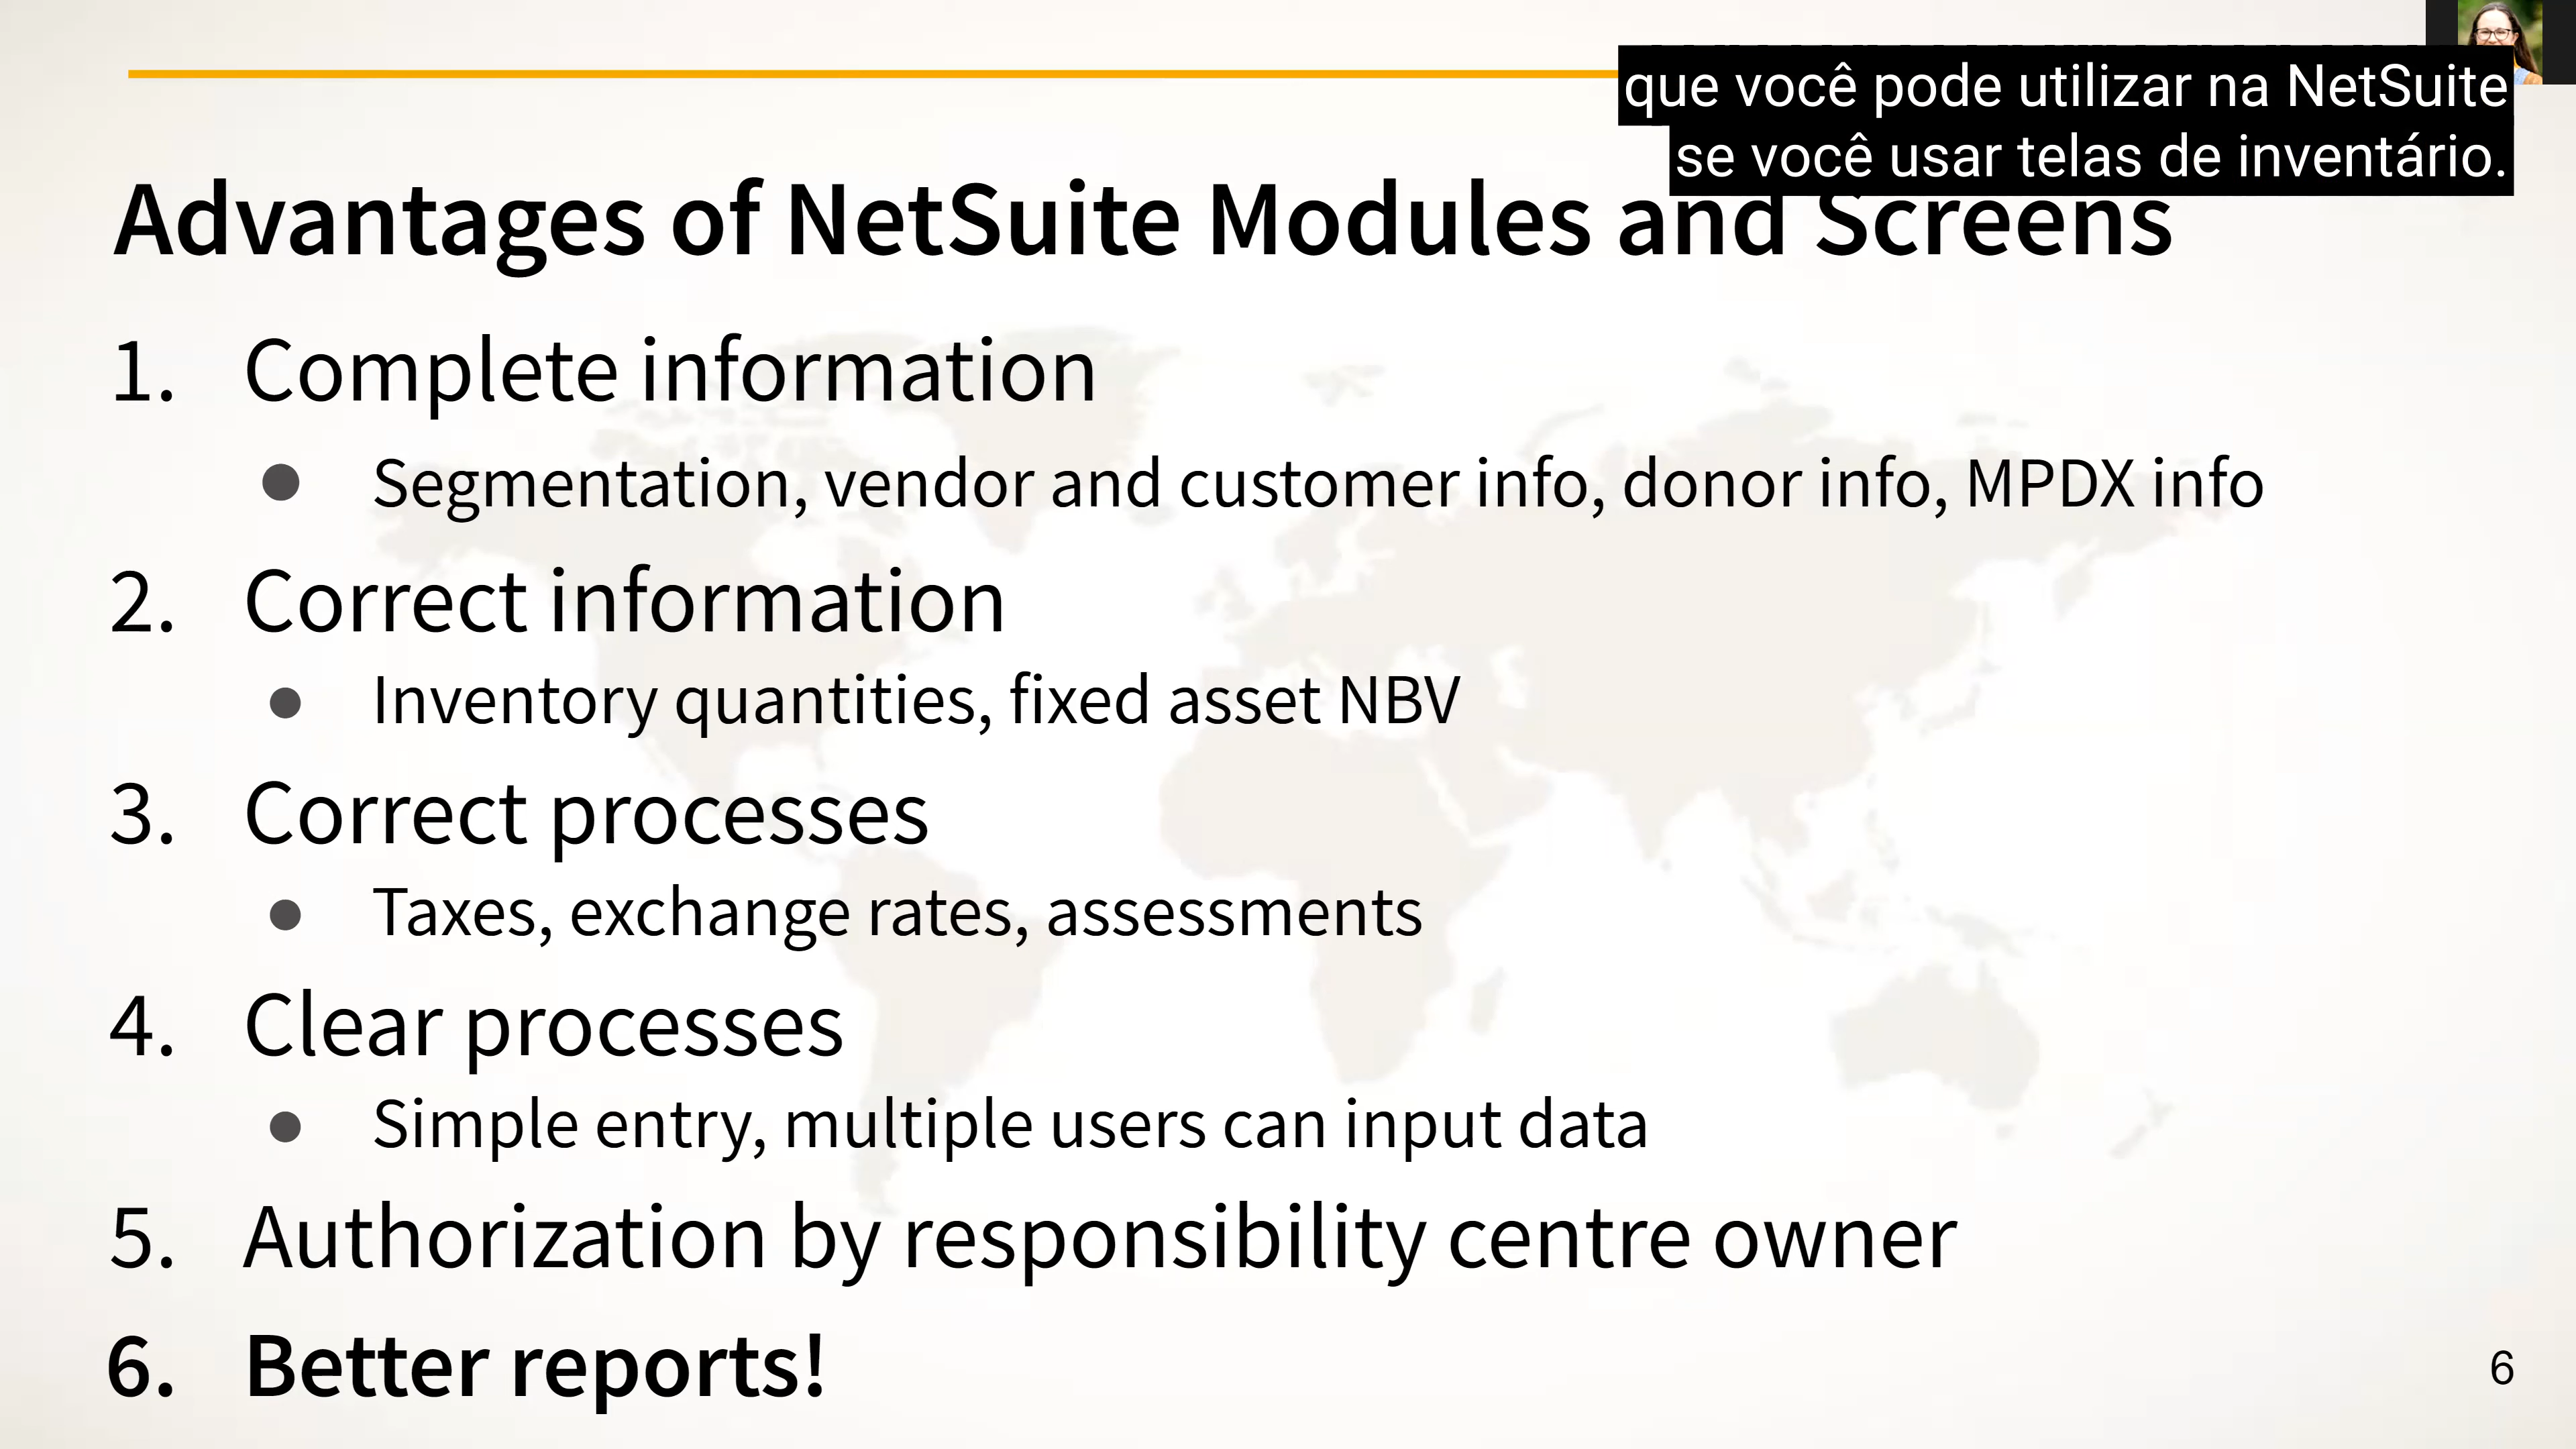 que você pode utilizar na NetSuite
se você usar telas de inventário.
Advantages of NetSuite Modules and Screens
1. Complete information
● Segmentation, vendor and customer info, donor info, MPDX info
2. Correct information
● Inventory quantities, fixed asset NBV
3. Correct processes
● Taxes, exchange rates, assessments
4. Clear processes
● Simple entry, multiple users can input data
5. Authorization by responsibility centre owner
6. Better reports!
6